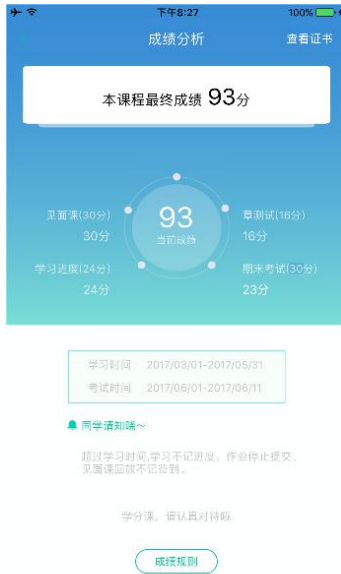 下午8:27
100%
成绩分析
查看证书
本课程最终成绩 93分
见面课(30分)
30分
93
当前成绩
章测试(16分)
16分
学习进度(24分)
24分
期末考试(30分)
23分
学习时间 2017/03/01-2017/05/31
考试时间 2017/06/01-2017/06/11
同学请知晓~
超过学习时间,学习不记进度、作业停止提交、
见面课回放不记签到。
学分课，请认真对待哦
成绩规则